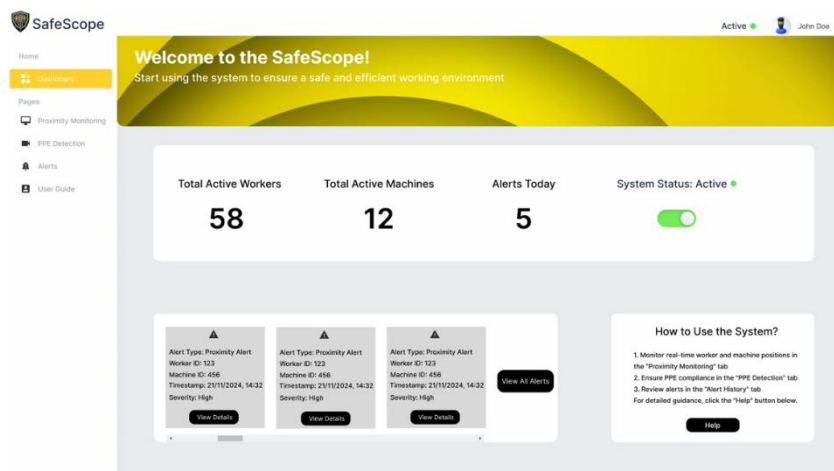 SafeScope
Active
John Doe
Home
Dashboard
Pages
Proximity Monitoring
PPE Detection
Alerts
User Guide
Welcome to the SafeScope!
Start using the system to ensure a safe and efficient working environment
Total Active Workers
58
Total Active Machines
12
Alerts Today
5
System Status: Active
Alert Type: Proximity Alert
Worker ID: 123
Machine ID: 456
Timestamp: 21/11/2024, 14:32
Severity: High
View Details
Alert Type: Proximity Alert
Worker ID: 123
Machine ID: 456
Timestamp: 21/11/2024, 14:32
Severity: High
View Details
Alert Type: Proximity Alert
Worker ID: 123
Machine ID: 456
Timestamp: 21/11/2024, 14:32
Severity: High
View Details
View All Alerts
How to Use the System?
1. Monitor real-time worker and machine positions in
the "Proximity Monitoring" tab
2. Ensure PPE compliance in the "PPE Detection" tab
3. Review alerts in the "Alert History" tab
For detailed guidance, click the "Help" button below.
Help